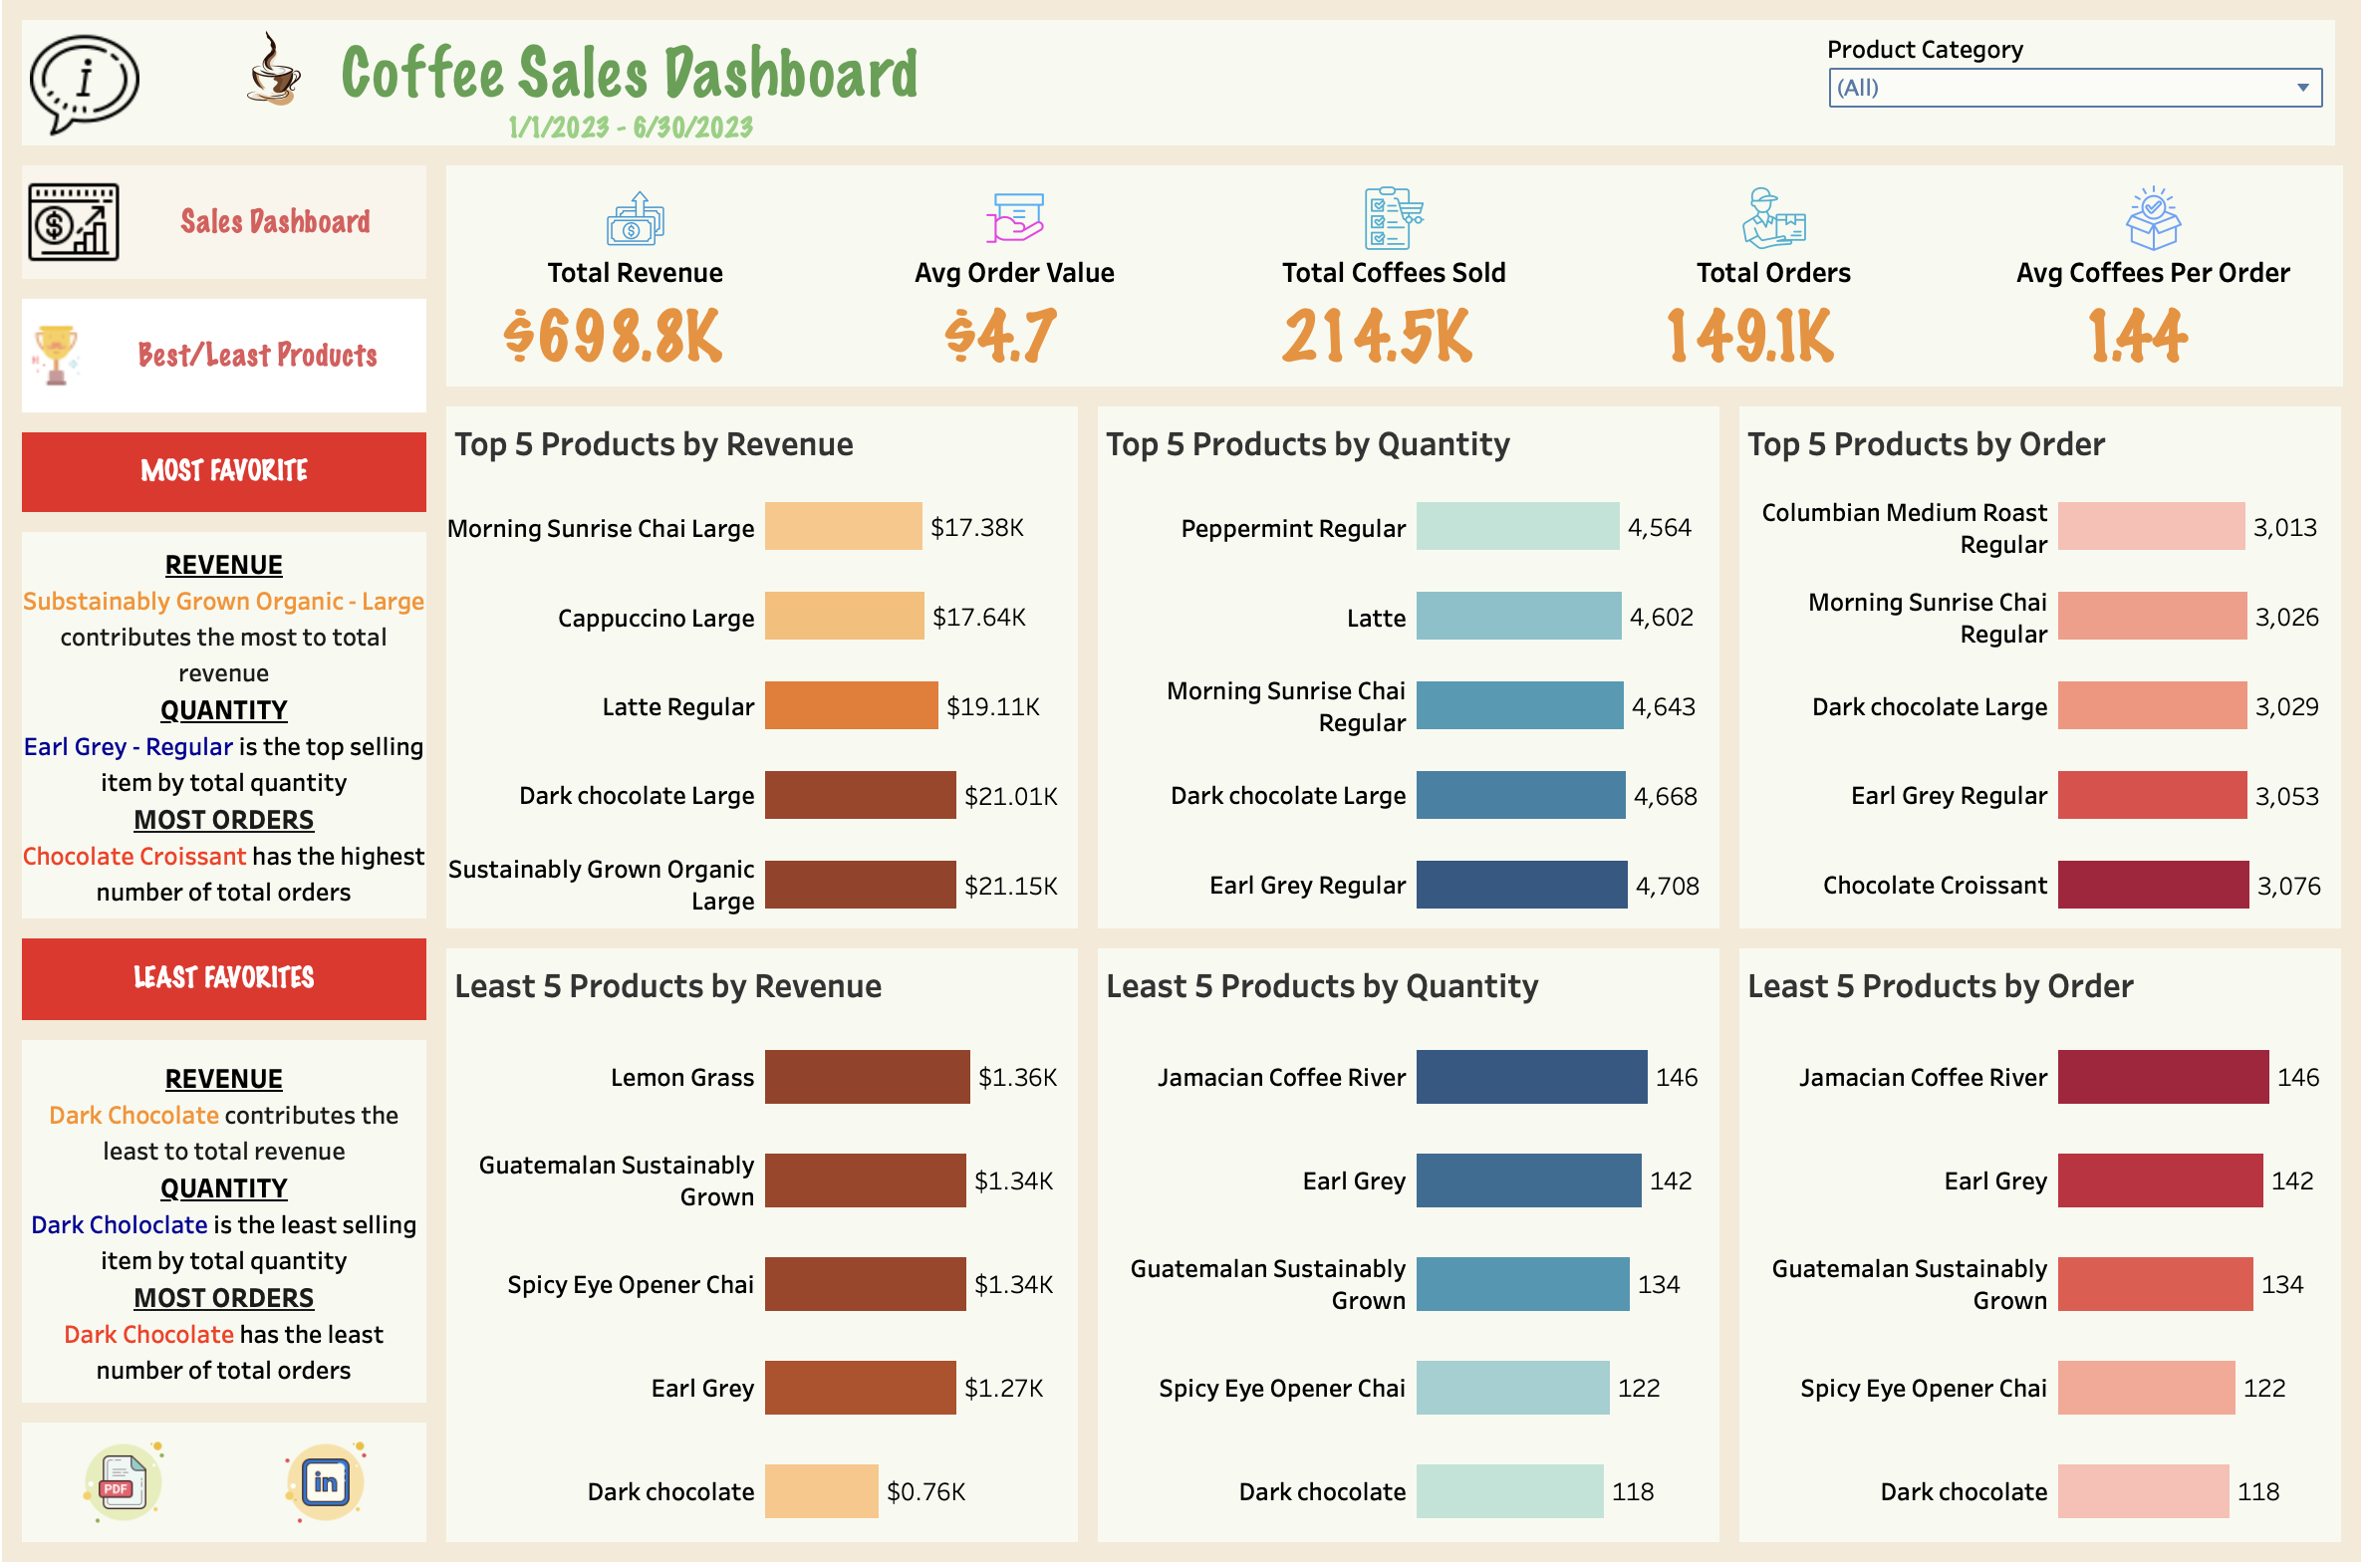 i
Coffee Sales Dashboard
1/1/2023 - 6/30/2023
Product Category
(All)
Sales Dashboard
Best/Least Products
MOST FAVORITE
REVENUE
Substainably Grown Organic - Large
contributes the most to total
revenue
QUANTITY
Earl Grey - Regular is the top selling
item by total quantity
MOST ORDERS
Chocolate Croissant has the highest
number of total orders
LEAST FAVORITES
REVENUE
Dark Chocolate contributes the
least to total revenue
QUANTITY
Dark Choloclate is the least selling
item by total quantity
MOST ORDERS
Dark Chocolate has the least
number of total orders
PDF
in
Total Revenue
$698.8K
Avg Order Value
$4.7
Total Coffees Sold
214.5K
Total Orders
149.1K
Avg Coffees Per Order
1.44
Top 5 Products by Revenue
Morning Sunrise Chai Large $17.38K
Cappuccino Large $17.64K
Latte Regular $19.11K
Dark chocolate Large $21.01K
Sustainably Grown Organic
Large $21.15K
Top 5 Products by Quantity
Peppermint Regular 4,564
Latte 4,602
Morning Sunrise Chai
Regular 4,643
Dark chocolate Large 4,668
Earl Grey Regular 4,708
Top 5 Products by Order
Columbian Medium Roast
Regular 3,013
Morning Sunrise Chai
Regular 3,026
Dark chocolate Large 3,029
Earl Grey Regular 3,053
Chocolate Croissant 3,076
Least 5 Products by Revenue
Lemon Grass $1.36K
Guatemalan Sustainably
Grown $1.34K
Spicy Eye Opener Chai $1.34K
Earl Grey $1.27K
Dark chocolate $0.76K
Least 5 Products by Quantity
Jamacian Coffee River 146
Earl Grey 142
Guatemalan Sustainably
Grown 134
Spicy Eye Opener Chai 122
Dark chocolate 118
Least 5 Products by Order
Jamacian Coffee River 146
Earl Grey 142
Guatemalan Sustainably
Grown 134
Spicy Eye Opener Chai 122
Dark chocolate 118